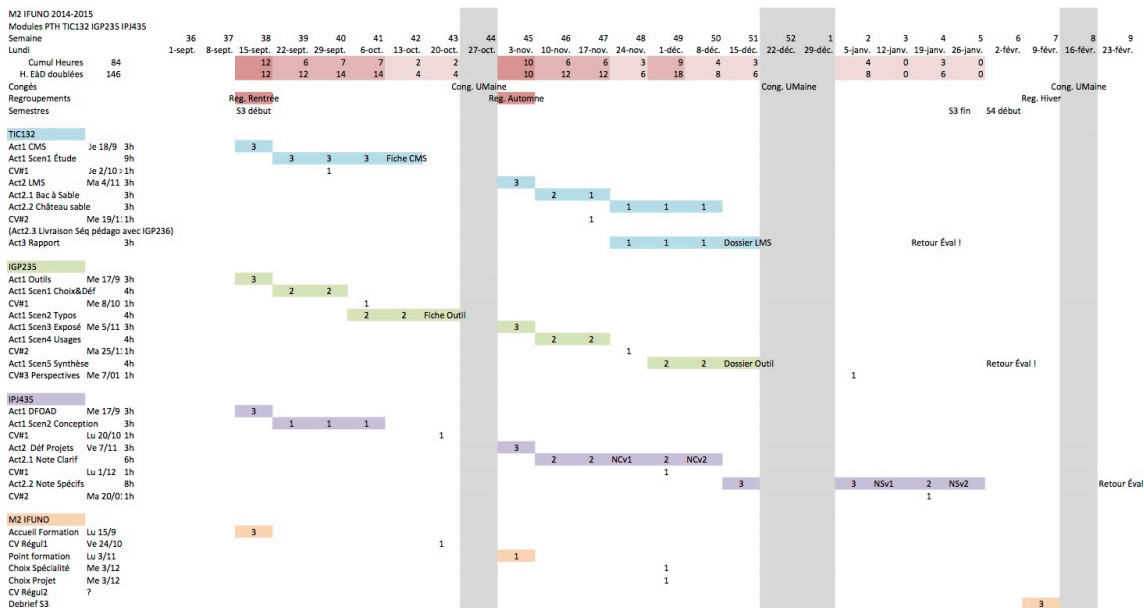 M2 IFUNO 2014-2015
Modules PTH TIC132 IGP235 IPJ435
Semaine 36 37 38 39 40 41 42 43 44 45 46 47 48 49 50 51 52 1 2 3 4 5 6 7 8 9
Lundi 1-sept. 8-sept. 15-sept. 22-sept. 29-sept. 6-oct. 13-oct. 20-oct. 27-oct. 3-nov. 10-nov. 17-nov. 24-nov. 1-déc. 8-déc. 15-déc. 22-déc. 29-déc. 5-janv. 12-janv. 19-janv. 26-janv. 2-févr. 9-févr. 16-févr. 23-févr.
Cumul Heures 84 12 6 7 7 2 2 10 6 6 3 9 4 3 4 0 3 0
H. EàD doublées 146 12 12 14 14 4 4 10 12 12 6 18 8 6 8 0 6 0
Congés Cong. UMaine Cong. UMaine Cong. UMaine
Regroupements Reg. Rentrée Reg. Automne Reg. Hiver
Semestres S3 début S3 fin S4 début
TIC132
Act1 CMS Je 18/9 3h 3
Act1 Scen1 Étude 9h 3 3 3 Fiche CMS
CV#1 Je 2/10 1h 1
Act2 LMS Ma 4/11 3h 3
Act2.1 Bac à Sable 3h 2 1
Act2.2 Château sable 3h 1 1 1
CV#2 Me 19/1 1h 1
(Act2.3 Livraison Séq pédago avec IGP236)
Act3 Rapport 3h 1 1 1 Dossier LMS Retour Éval !
IGP235
Act1 Outils Me 17/9 3h 3
Act1 Scen1 Choix&Déf 4h 2 2
CV#1 Me 8/10 1h 1
Act1 Scen2 Typos 4h 2 2 Fiche Outil
Act1 Scen3 Exposé Me 5/11 3h 3
Act1 Scen4 Usages 4h 2 2
CV#2 Ma 25/1 1h 1
Act1 Scen5 Synthèse 4h 2 2 Dossier Outil Retour Éval !
CV#3 Perspectives Me 7/01 1h 1
IPJ435
Act1 DFOAD Me 17/9 3h 3
Act1 Scen2 Conception 3h 1 1 1
CV#1 Lu 20/10 1h 1
Act2 Déf Projets Ve 7/11 3h 3
Act2.1 Note Clarif 6h 2 2 NCv1 2 NCv2
CV#1 Lu 1/12 1h 1
Act2.2 Note Spécifs 8h 3 3 NSv1 2 NSv2 Retour Éval
CV#2 Ma 20/0 1h 1
M2 IFUNO
Accueil Formation Lu 15/9 3
CV Régul1 Ve 24/10 1
Point formation Lu 3/11 1
Choix Spécialité Me 3/12 1
Choix Projet Me 3/12 1
CV Régul2 ?
Debrief S3 3